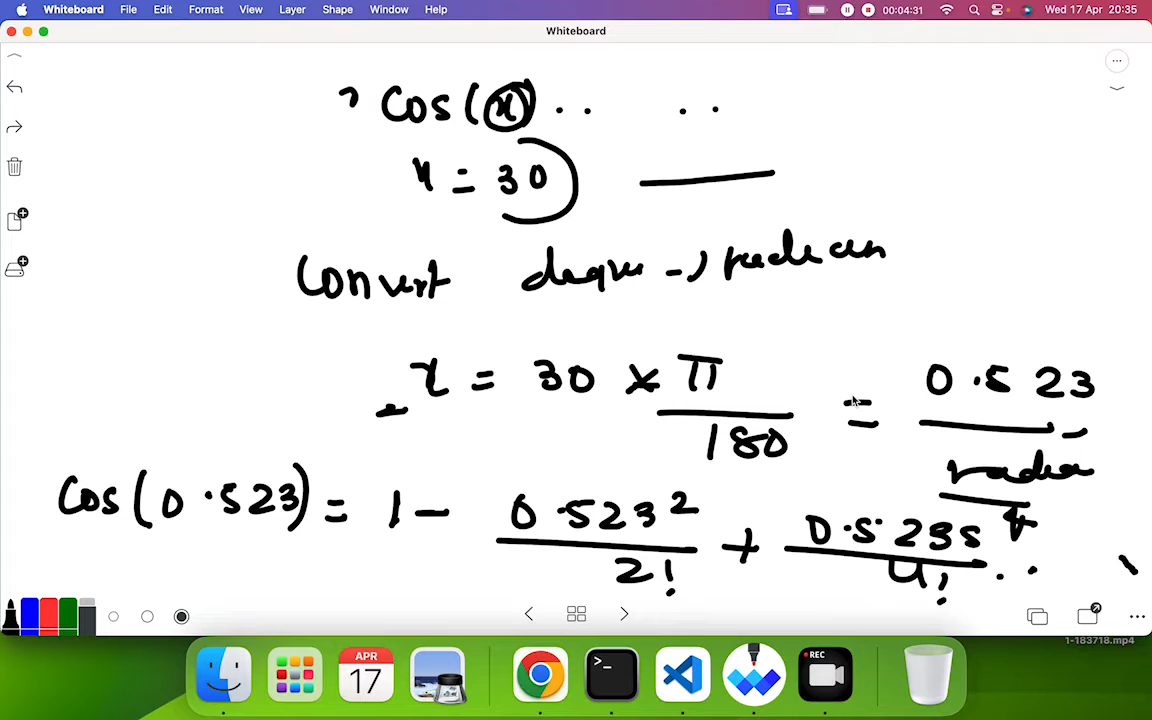 Whiteboard File Edit Format View Layer Shape Window Help 00:04:31 Wed 17 Apr 20:35
Whiteboard
, cos(x) .. ..
x = 30
Convert degree -> radian
x = 30 × π/180 = 0.523
radian
cos(0.523) = 1 - 0.523²/2! + 0.5235⁴/4! ..
1-183718.mp4
APR
17
REC